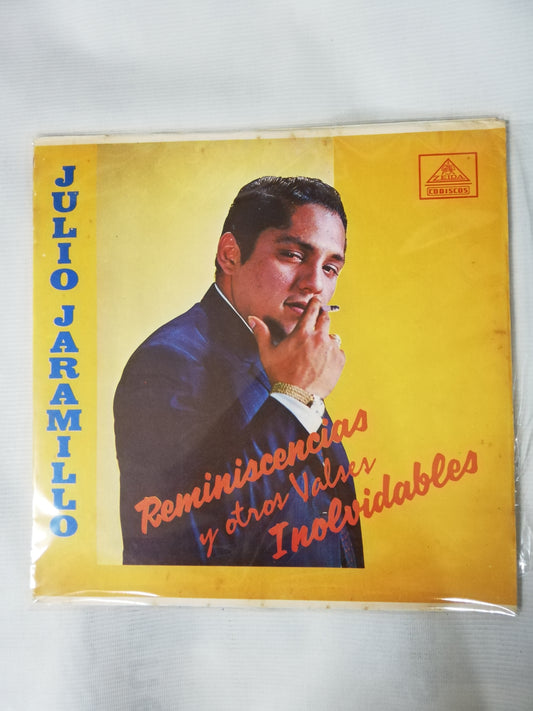 JULIO JARAMILLO
ZEIDA
CODISCOS
Reminiscencias
y otros Valses
Inolvidables